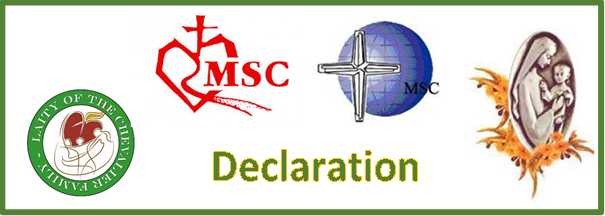 MSC
MSC
LAITY OF THE CHEVALIER FAMILY -
Declaration